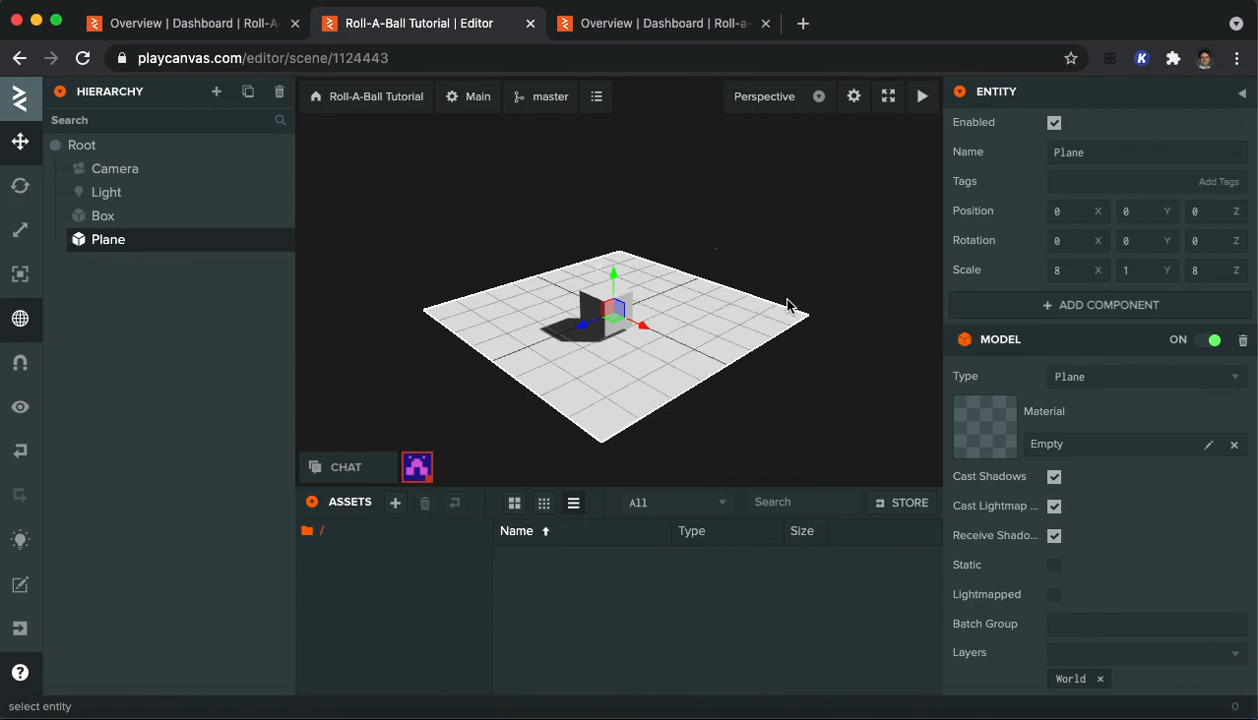 Overview | Dashboard | Roll-A-
Roll-A-Ball Tutorial | Editor
Overview | Dashboard | Roll-a-
playcanvas.com/editor/scene/1124443
HIERARCHY
Search
Root
Camera
Light
Box
Plane
Roll-A-Ball Tutorial
Main
master
Perspective
ENTITY
Enabled
Name
Plane
Tags
Add Tags
Position
0 X 0 Y 0 Z
Rotation
0 X 0 Y 0 Z
Scale
8 X 1 Y 8 Z
ADD COMPONENT
MODEL
ON
Type
Plane
Material
Empty
Cast Shadows
Cast Lightmap ...
Receive Shado...
Static
Lightmapped
Batch Group
Layers
World
CHAT
ASSETS
All
Search
STORE
/
Name
Type
Size
select entity
0